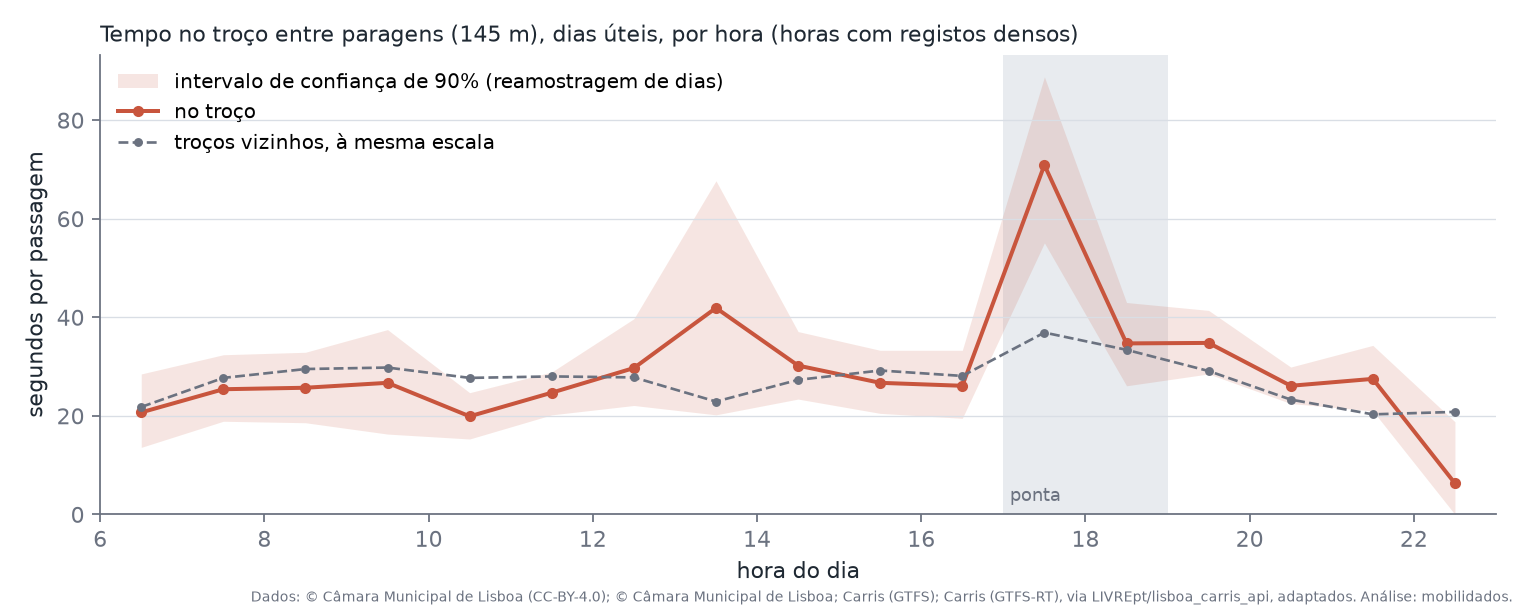 Tempo no troço entre paragens (145 m), dias úteis, por hora (horas com registos densos)
intervalo de confiança de 90% (reamostragem de dias)
no troço
troços vizinhos, à mesma escala
segundos por passagem
80
60
40
20
0
ponta
6 8 10 12 14 16 18 20 22
hora do dia
Dados: © Câmara Municipal de Lisboa (CC-BY-4.0); © Câmara Municipal de Lisboa; Carris (GTFS); Carris (GTFS-RT), via LIVREpt/lisboa_carris_api, adaptados. Análise: mobilidados.